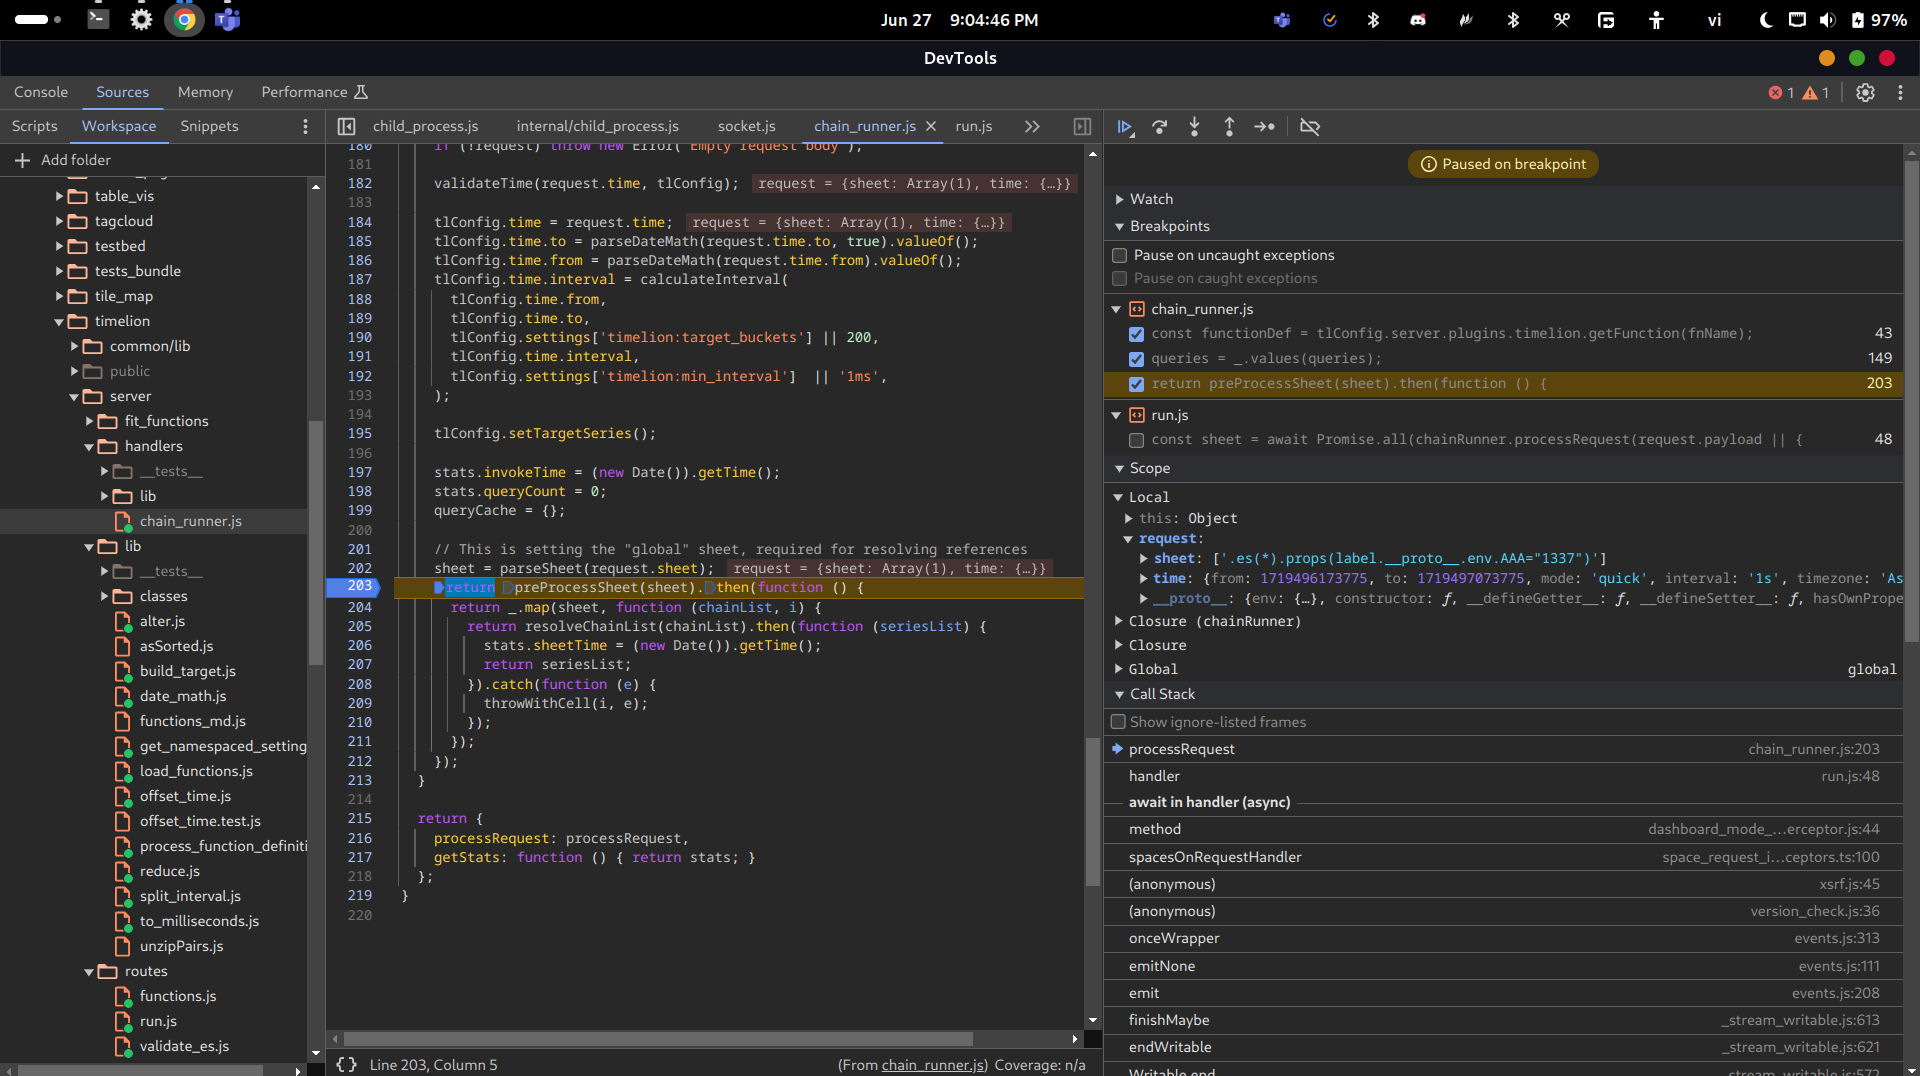 Jun 27 9:04:46 PM
vi
97%
DevTools
Console Sources Memory Performance
1 1
Scripts Workspace Snippets
child_process.js internal/child_process.js socket.js chain_runner.js run.js
Add folder
table_vis
tagcloud
testbed
tests_bundle
tile_map
timelion
common/lib
public
server
fit_functions
handlers
__tests__
lib
chain_runner.js
lib
__tests__
classes
alter.js
asSorted.js
build_target.js
date_math.js
functions_md.js
get_namespaced_setting
load_functions.js
offset_time.js
offset_time.test.js
process_function_definiti
reduce.js
split_interval.js
to_milliseconds.js
unzipPairs.js
routes
functions.js
run.js
validate_es.js
180 if (!request) throw new Error('Empty request body');
181
182 validateTime(request.time, tlConfig); request = {sheet: Array(1), time: {…}}
183
184 tlConfig.time = request.time; request = {sheet: Array(1), time: {…}}
185 tlConfig.time.to = parseDateMath(request.time.to, true).valueOf();
186 tlConfig.time.from = parseDateMath(request.time.from).valueOf();
187 tlConfig.time.interval = calculateInterval(
188 tlConfig.time.from,
189 tlConfig.time.to,
190 tlConfig.settings['timelion:target_buckets'] || 200,
191 tlConfig.time.interval,
192 tlConfig.settings['timelion:min_interval'] || '1ms',
193 );
194
195 tlConfig.setTargetSeries();
196
197 stats.invokeTime = (new Date()).getTime();
198 stats.queryCount = 0;
199 queryCache = {};
200
201 // This is setting the "global" sheet, required for resolving references
202 sheet = parseSheet(request.sheet); request = {sheet: Array(1), time: {…}}
203 return preProcessSheet(sheet).then(function () {
204 return _.map(sheet, function (chainList, i) {
205 return resolveChainList(chainList).then(function (seriesList) {
206 stats.sheetTime = (new Date()).getTime();
207 return seriesList;
208 }).catch(function (e) {
209 throwWithCell(i, e);
210 });
211 });
212 });
213 }
214
215 return {
216 processRequest: processRequest,
217 getStats: function () { return stats; }
218 };
219 }
220
{ } Line 203, Column 5 (From chain_runner.js) Coverage: n/a
Paused on breakpoint
Watch
Breakpoints
Pause on uncaught exceptions
Pause on caught exceptions
chain_runner.js
const functionDef = tlConfig.server.plugins.timelion.getFunction(fnName); 43
queries = _.values(queries); 149
return preProcessSheet(sheet).then(function () { 203
run.js
const sheet = await Promise.all(chainRunner.processRequest(request.payload || { 48
Scope
Local
this: Object
request:
sheet: ['.es(*).props(label.__proto__.env.AAA="1337")']
time: {from: 1719496173775, to: 1719497073775, mode: 'quick', interval: '1s', timezone: 'As
__proto__: {env: {…}, constructor: ƒ, __defineGetter__: ƒ, __defineSetter__: ƒ, hasOwnPrope
Closure (chainRunner)
Closure
Global global
Call Stack
Show ignore-listed frames
processRequest chain_runner.js:203
handler run.js:48
await in handler (async)
method dashboard_mode_…erceptor.js:44
spacesOnRequestHandler space_request_i…ceptors.ts:100
(anonymous) xsrf.js:45
(anonymous) version_check.js:36
onceWrapper events.js:313
emitNone events.js:111
emit events.js:208
finishMaybe _stream_writable.js:613
endWritable _stream_writable.js:621
Writable.end _stream_writable.js:572